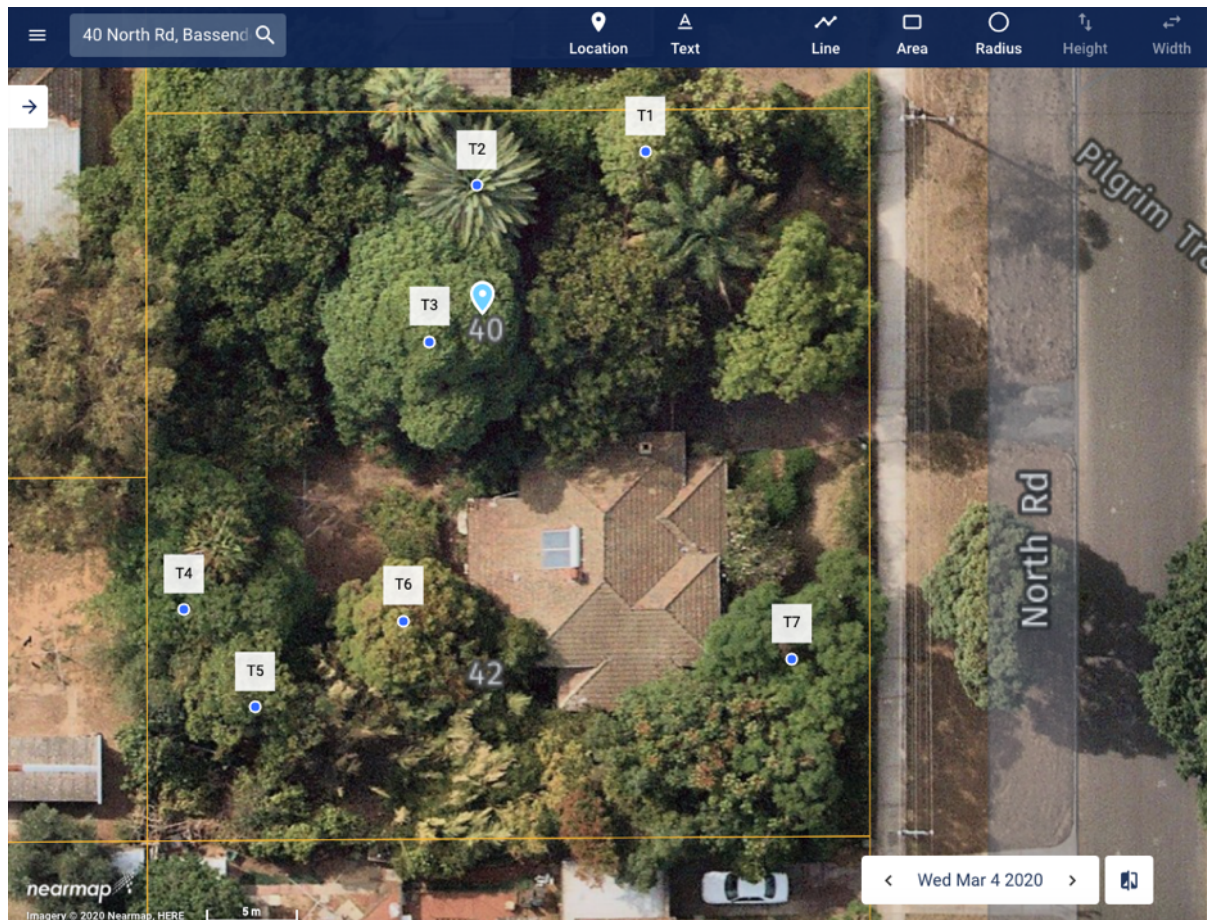 40 North Rd, Bassend
Location
Text
Line
Area
Radius
Height
Width
T1
T2
Pilgrim Tra
T3
40
North Rd
T4
T6
T7
T5
42
nearmap
Imagery © 2020 Nearmap, HERE
5 m
Wed Mar 4 2020